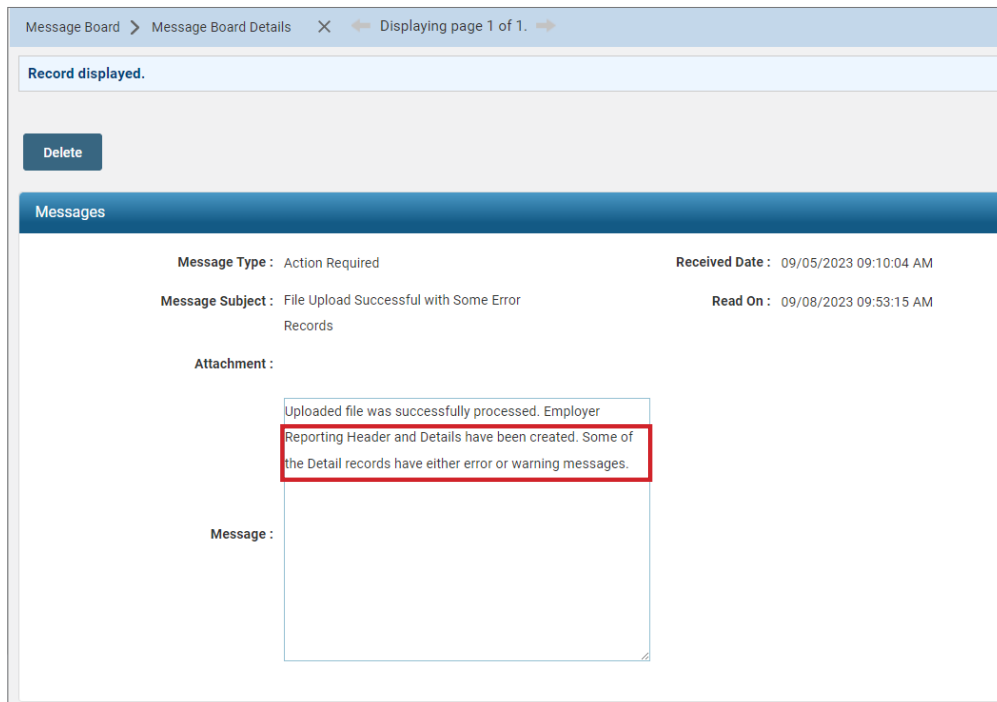 Message Board > Message Board Details X Displaying page 1 of 1.
Record displayed.
Delete
Messages
Message Type : Action Required Received Date : 09/05/2023 09:10:04 AM
Message Subject : File Upload Successful with Some Error Read On : 09/08/2023 09:53:15 AM
Records
Attachment :
Uploaded file was successfully processed. Employer
Reporting Header and Details have been created. Some of
the Detail records have either error or warning messages.
Message :